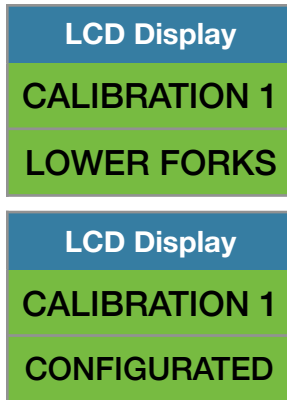 LCD Display
CALIBRATION 1
LOWER FORKS
LCD Display
CALIBRATION 1
CONFIGURATED